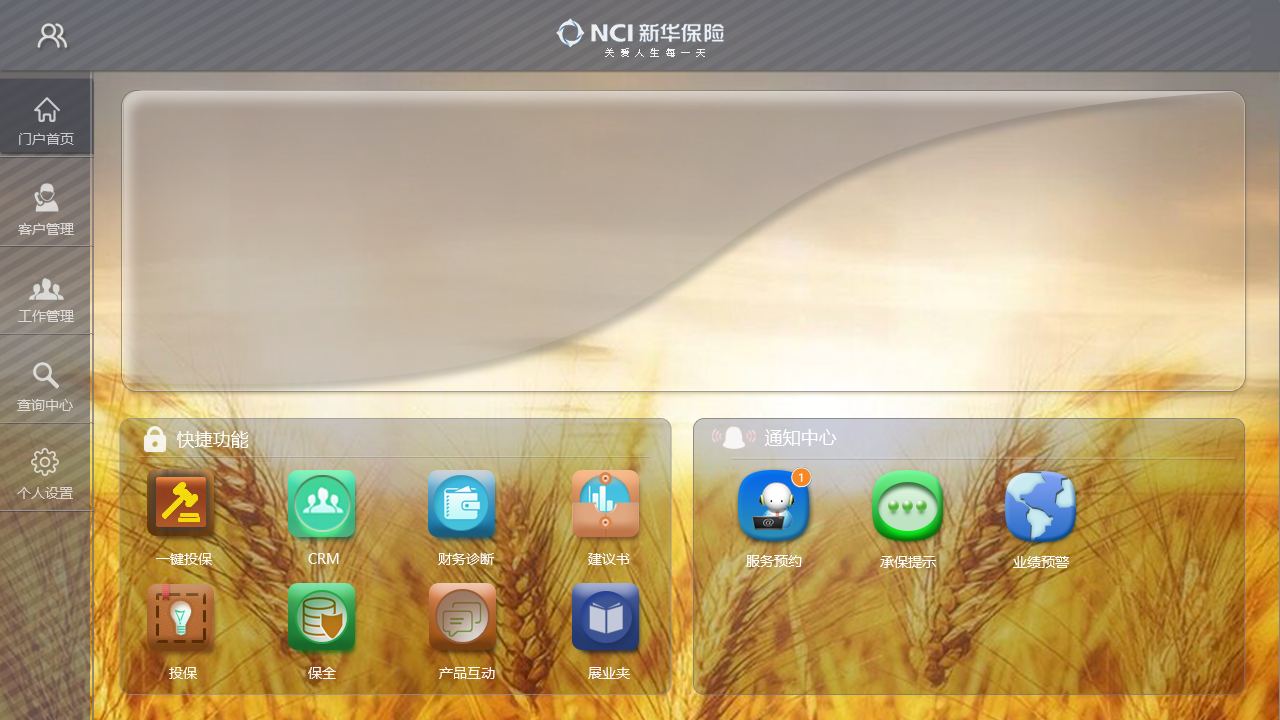 NCI 新华保险
关爱人生每一天
门户首页
客户管理
工作管理
查询中心
个人设置
快捷功能
一键投保
CRM
财务诊断
建议书
投保
保全
产品互动
展业夹
通知中心
1
@
服务预约
承保提示
业绩预警